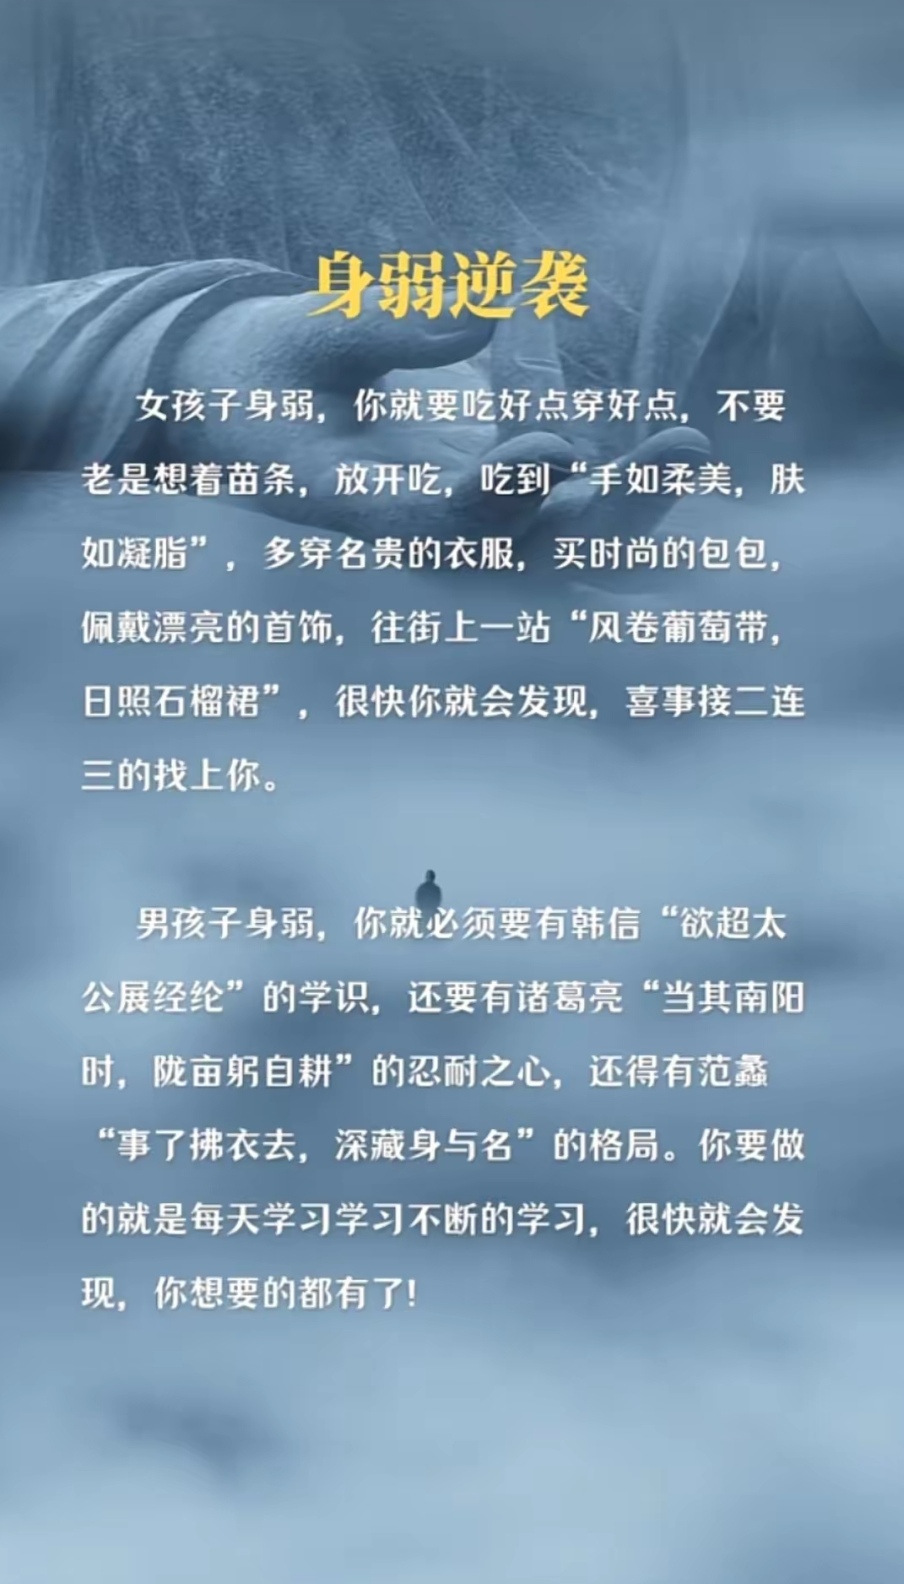 身弱逆袭
女孩子身弱，你就要吃好点穿好点，不要
老是想着苗条，放开吃，吃到“手如柔美，肤
如凝脂”，多穿名贵的衣服，买时尚的包包，
佩戴漂亮的首饰，往街上一站“风卷葡萄带，
日照石榴裙”，很快你就会发现，喜事接二连
三的找上你。
男孩子身弱，你就必须要有韩信“欲超太
公展经纶”的学识，还要有诸葛亮“当其南阳
时，陇亩躬自耕”的忍耐之心，还得有范蠡
“事了拂衣去，深藏身与名”的格局。你要做
的就是每天学习学习不断的学习，很快就会发
现，你想要的都有了!